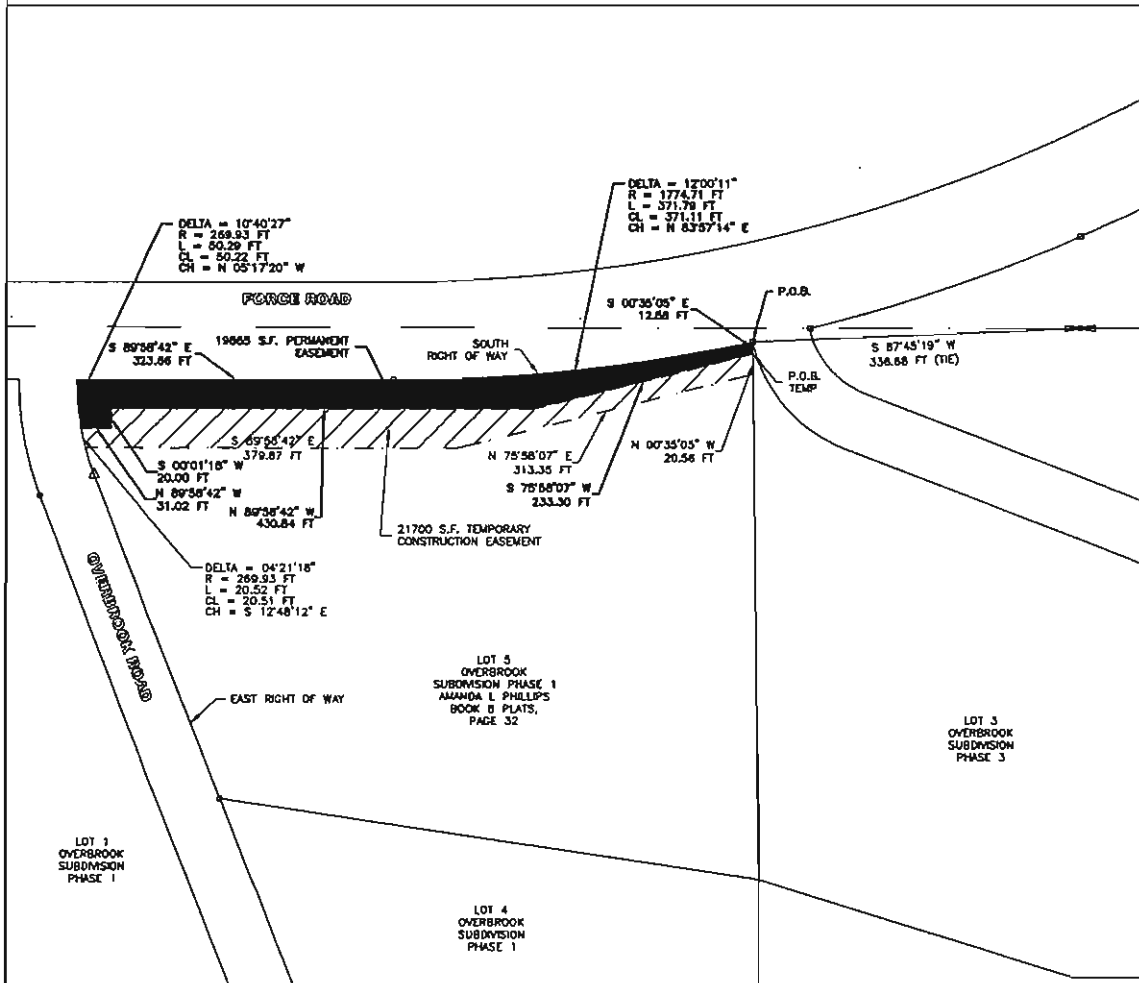 DELTA = 12°00'11"
R = 1774.71 FT
L = 371.79 FT
CL = 371.11 FT
CH = N 83°57'14" E
DELTA = 10°40'27"
R = 269.93 FT
L = 50.29 FT
CL = 50.22 FT
CH = N 05°17'20" W
FORCE ROAD
P.O.B.
S 00°35'05" E
12.88 FT
S 89°58'42" E
323.66 FT
19865 S.F. PERMANENT
EASEMENT
SOUTH
RIGHT OF WAY
S 87°45'19" W
336.68 FT (TIE)
P.O.B.
TEMP
S 89°58'42" E
379.87 FT
N 75°58'07" E
313.35 FT
N 00°35'05" W
20.56 FT
S 00°01'18" W
20.00 FT
S 75°58'07" W
233.30 FT
N 89°58'42" W
31.02 FT
N 89°58'42" W
430.84 FT
21700 S.F. TEMPORARY
CONSTRUCTION EASEMENT
DELTA = 04°21'18"
R = 269.93 FT
L = 20.52 FT
CL = 20.51 FT
CH = S 12°48'12" E
OVERBROOK ROAD
EAST RIGHT OF WAY
LOT 5
OVERBROOK
SUBDIVISION PHASE 1
AMANDA L PHILLIPS
BOOK 8 PLATS,
PAGE 32
LOT 3
OVERBROOK
SUBDIVISION
PHASE 3
LOT 1
OVERBROOK
SUBDIVISION
PHASE 1
LOT 4
OVERBROOK
SUBDIVISION
PHASE 1